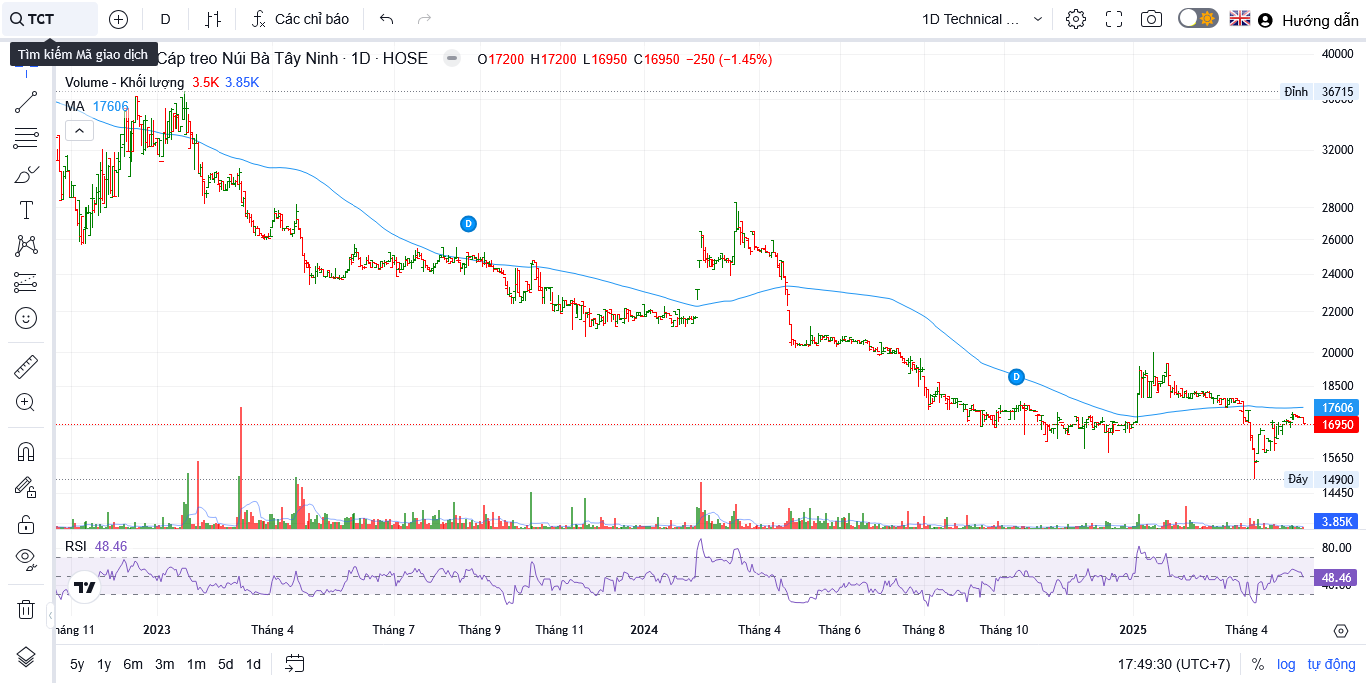 TCT
D
Các chỉ báo
1D Technical ...
Hướng dẫn
Tìm kiếm Mã giao dịch
Cáp treo Núi Bà Tây Ninh · 1D · HOSE
O17200 H17200 L16950 C16950 −250 (−1.45%)
Volume - Khối lượng 3.5K 3.85K
MA 17606
40000
Đỉnh 36715
32000
28000
26000
24000
22000
20000
18500
17606
16950
15650
Đáy 14900
14450
3.85K
D
D
RSI 48.46
80.00
48.46
40.00
háng 11 2023 Tháng 4 Tháng 7 Tháng 9 Tháng 11 2024 Tháng 4 Tháng 6 Tháng 8 Tháng 10 2025 Tháng 4
5y 1y 6m 3m 1m 5d 1d
17:49:30 (UTC+7) % log tự động